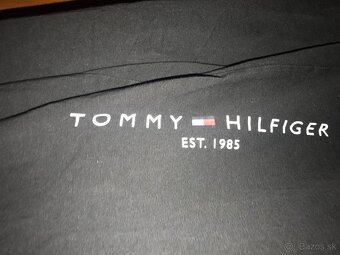 TOMMY HILFIGER
EST. 1985
Bazos.sk